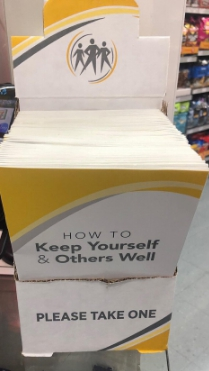 HOW TO
Keep Yourself
& Others Well
PLEASE TAKE ONE